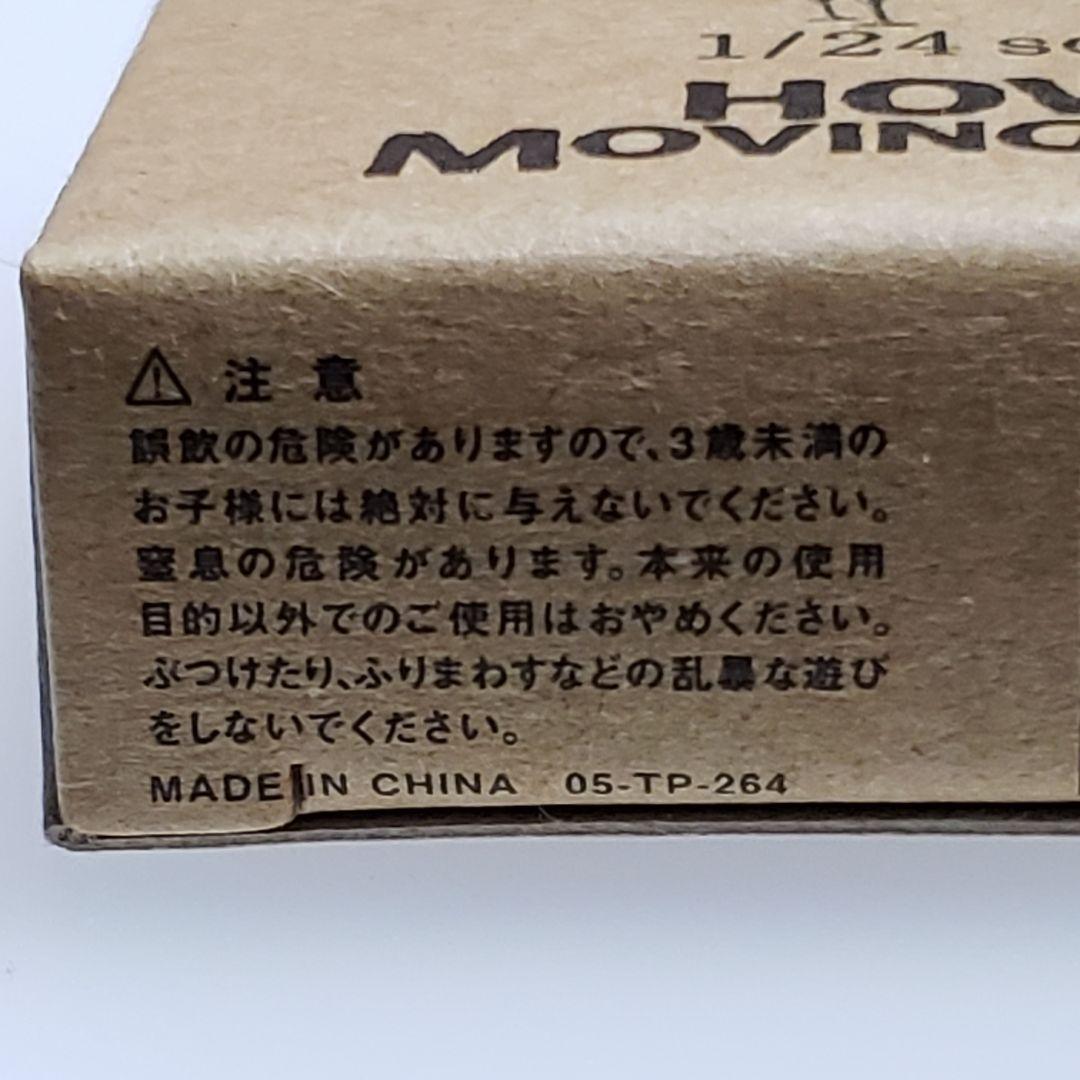 1/24
MOVING
⚠ 注意
誤飲の危険がありますので、3歳未満の
お子様には絶対に与えないでください。
窒息の危険があります。本来の使用
目的以外でのご使用はおやめください。
ぶつけたり、ふりまわすなどの乱暴な遊び
をしないでください。
MADE IN CHINA 05-TP-264